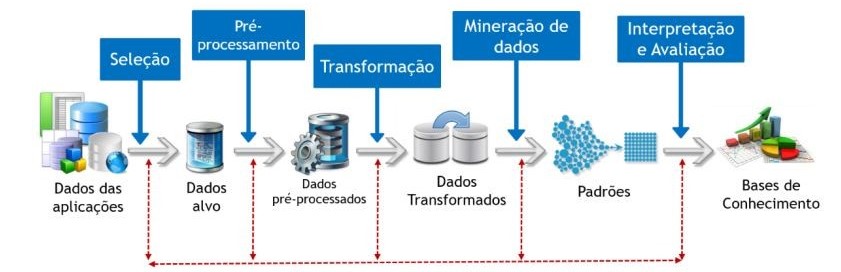 Seleção
Pré-
processamento
Transformação
Mineração de
dados
Interpretação
e Avaliação
Dados das
aplicações
Dados
alvo
Dados
pré-processados
Dados
Transformados
Padrões
Bases de
Conhecimento